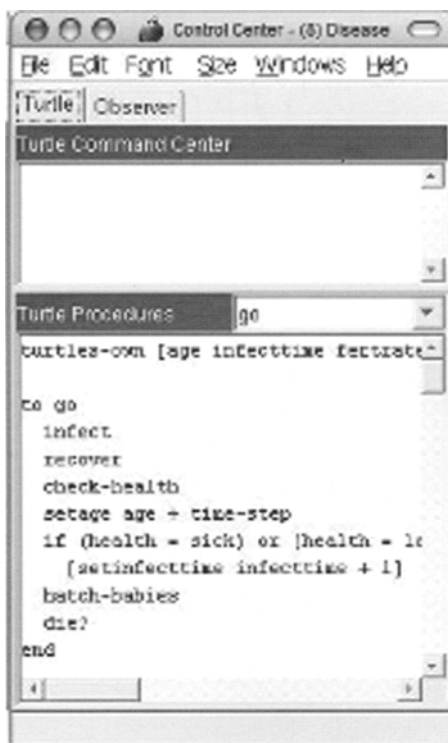 Control Center - (8) Disease
File Edit Font Size Windows Help
Turtle Observer
Turtle Command Center
Turtle Procedures go
turtles-own [age infecttime fertrate
to go
infect
recover
check-health
setage age + time-step
if (health = sick) or (health = la
[setinfecttime infecttime + 1]
hatch-babies
die?
end